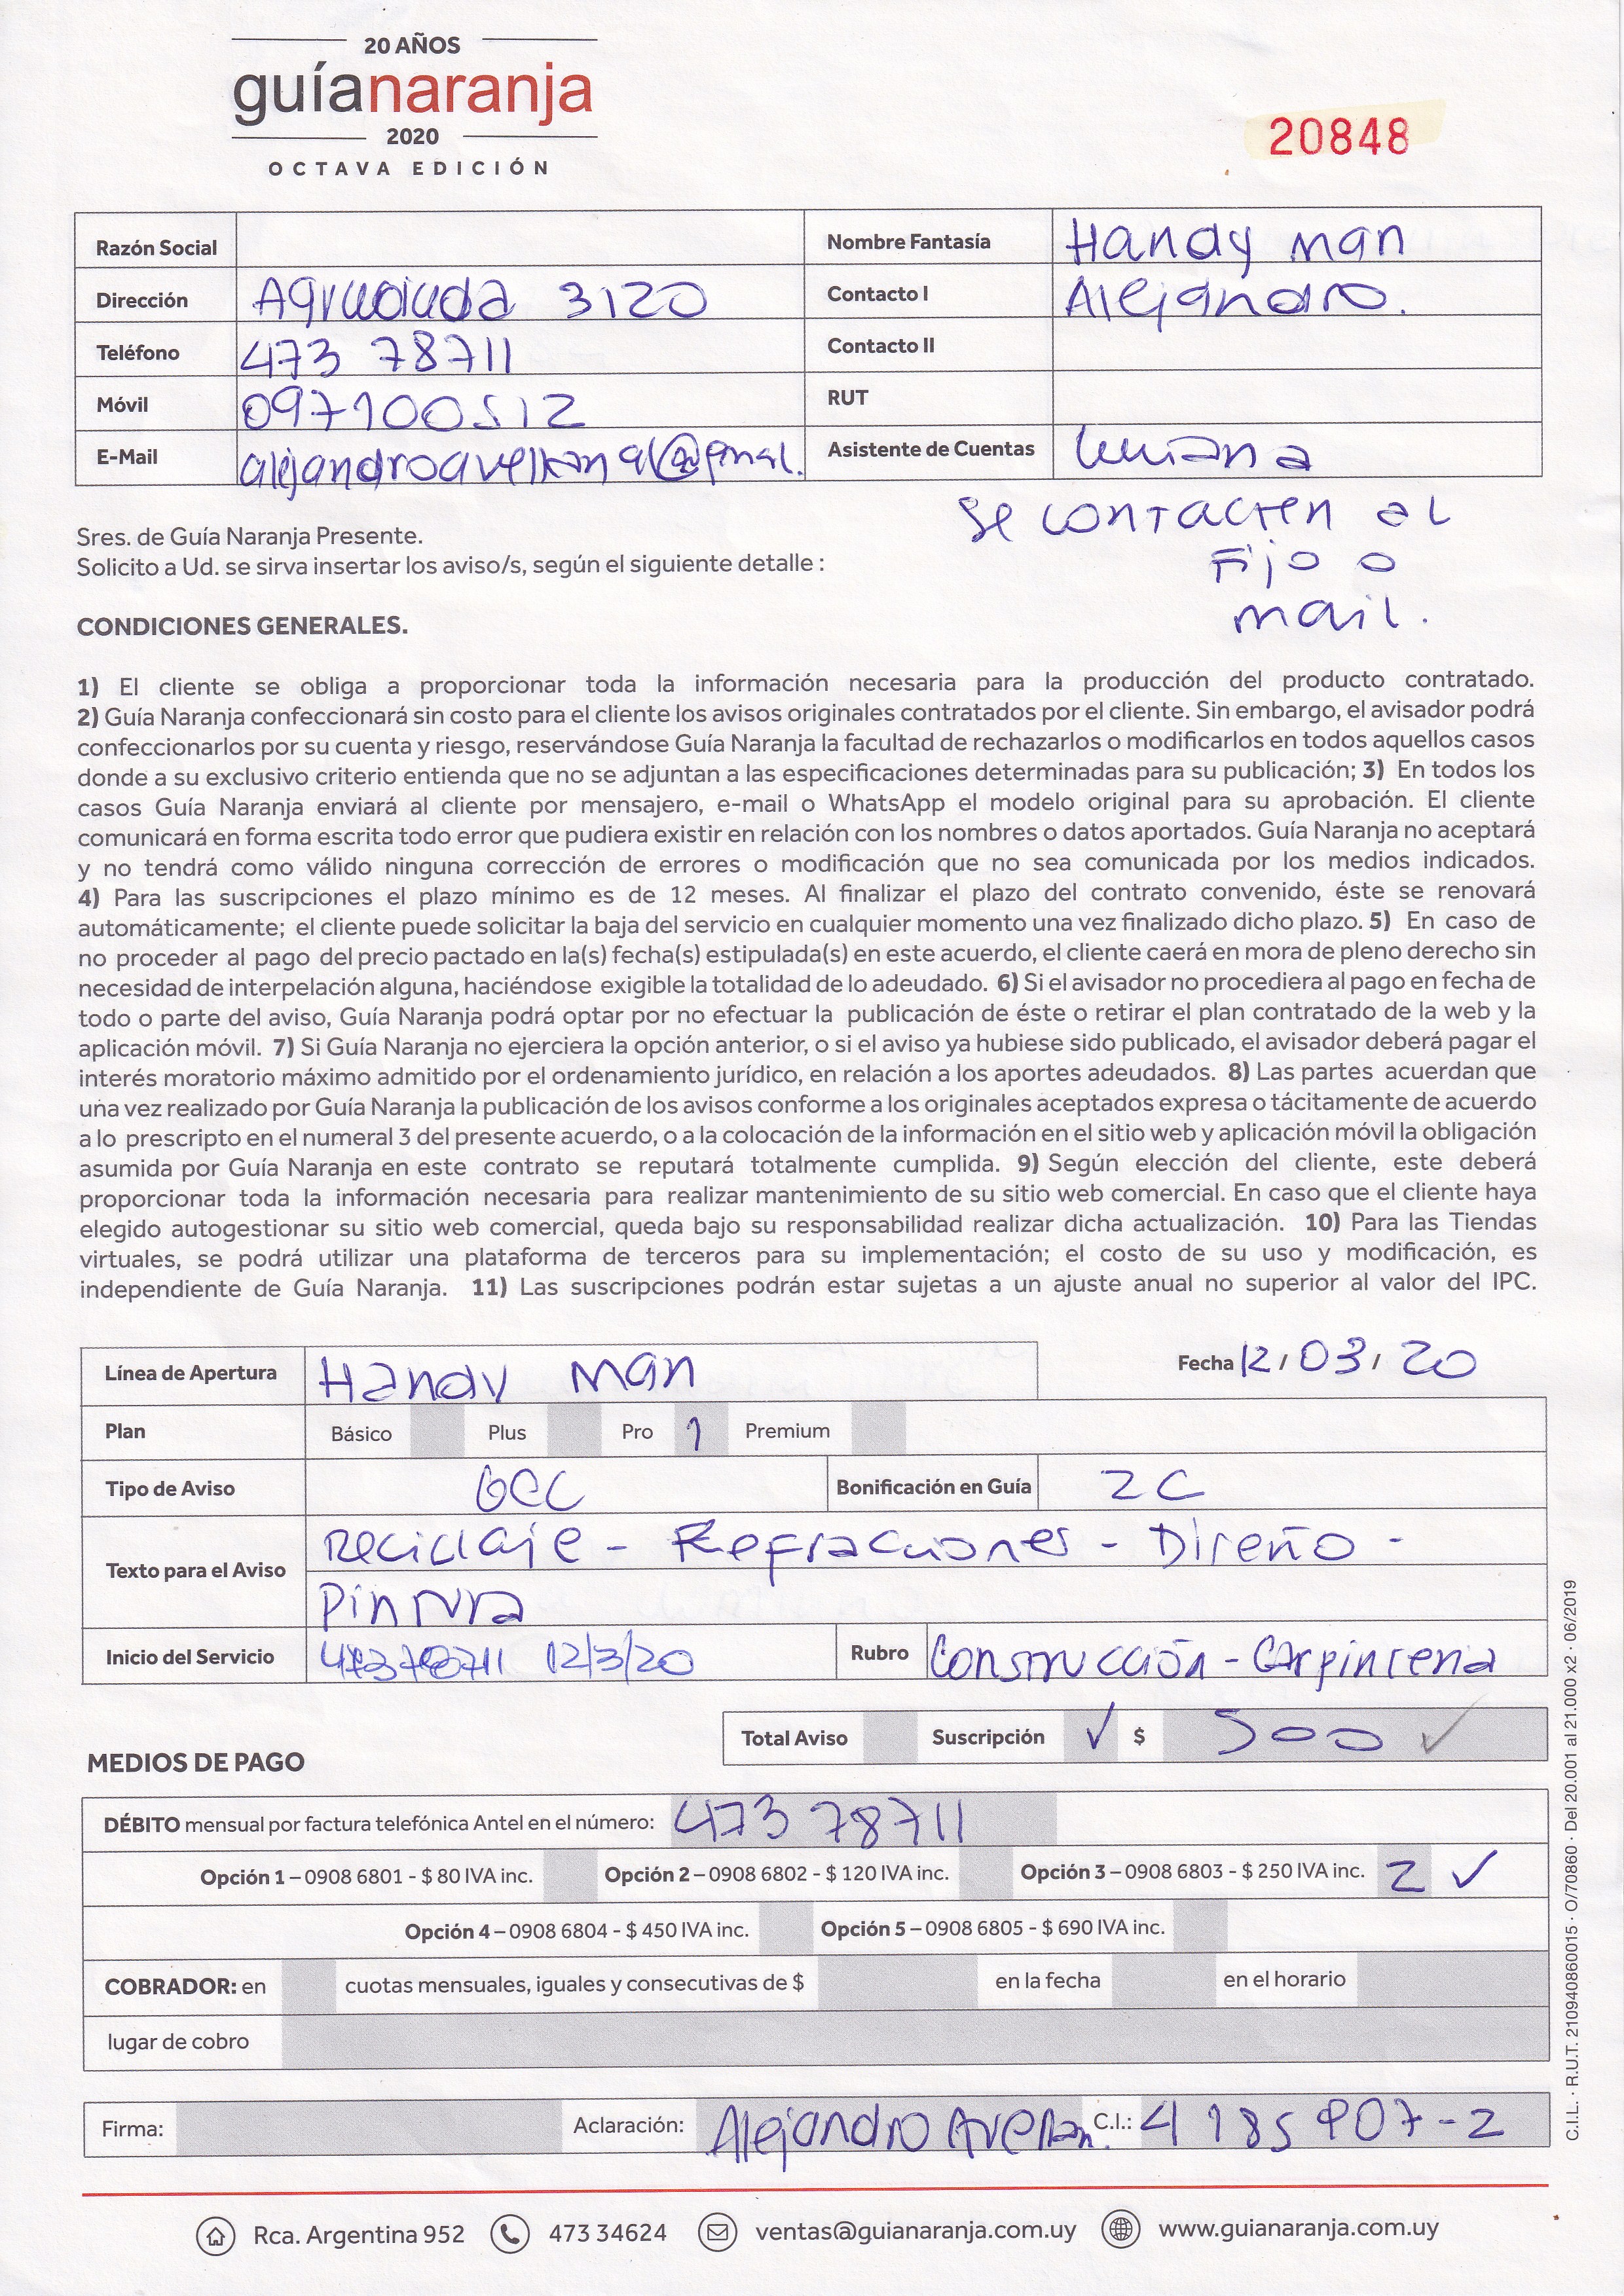 20 AÑOS
guíanaranja
2020
OCTAVA EDICIÓN
20848
Razón Social
Nombre Fantasía Handy man
Dirección 3120
Contacto I Alejandro.
Teléfono 473 78711
Contacto II
Móvil 097100512
RUT
E-Mail
Asistente de Cuentas
Se contacten al
Fijo o
mail.
Sres. de Guía Naranja Presente.
Solicito a Ud. se sirva insertar los aviso/s, según el siguiente detalle :
CONDICIONES GENERALES.
1) El cliente se obliga a proporcionar toda la información necesaria para la producción del producto contratado.
2) Guía Naranja confeccionará sin costo para el cliente los avisos originales contratados por el cliente. Sin embargo, el avisador podrá
confeccionarlos por su cuenta y riesgo, reservándose Guía Naranja la facultad de rechazarlos o modificarlos en todos aquellos casos
donde a su exclusivo criterio entienda que no se adjuntan a las especificaciones determinadas para su publicación; 3) En todos los
casos Guía Naranja enviará al cliente por mensajero, e-mail o WhatsApp el modelo original para su aprobación. El cliente
comunicará en forma escrita todo error que pudiera existir en relación con los nombres o datos aportados. Guía Naranja no aceptará
y no tendrá como válido ninguna corrección de errores o modificación que no sea comunicada por los medios indicados.
4) Para las suscripciones el plazo mínimo es de 12 meses. Al finalizar el plazo del contrato convenido, éste se renovará
automáticamente; el cliente puede solicitar la baja del servicio en cualquier momento una vez finalizado dicho plazo. 5) En caso de
no proceder al pago del precio pactado en la(s) fecha(s) estipulada(s) en este acuerdo, el cliente caerá en mora de pleno derecho sin
necesidad de interpelación alguna, haciéndose exigible la totalidad de lo adeudado. 6) Si el avisador no procediera al pago en fecha de
todo o parte del aviso, Guía Naranja podrá optar por no efectuar la publicación de éste o retirar el plan contratado de la web y la
aplicación móvil. 7) Si Guía Naranja no ejerciera la opción anterior, o si el aviso ya hubiese sido publicado, el avisador deberá pagar el
interés moratorio máximo admitido por el ordenamiento jurídico, en relación a los aportes adeudados. 8) Las partes acuerdan que
una vez realizado por Guía Naranja la publicación de los avisos conforme a los originales aceptados expresa o tácitamente de acuerdo
a lo prescripto en el numeral 3 del presente acuerdo, o a la colocación de la información en el sitio web y aplicación móvil la obligación
asumida por Guía Naranja en este contrato se reputará totalmente cumplida. 9) Según elección del cliente, este deberá
proporcionar toda la información necesaria para realizar mantenimiento de su sitio web comercial. En caso que el cliente haya
elegido autogestionar su sitio web comercial, queda bajo su responsabilidad realizar dicha actualización. 10) Para las Tiendas
virtuales, se podrá utilizar una plataforma de terceros para su implementación; el costo de su uso y modificación, es
independiente de Guía Naranja. 11) Las suscripciones podrán estar sujetas a un ajuste anual no superior al valor del IPC.
Línea de Apertura Handy man
Fecha 12 / 03 / 20
Plan Básico Plus Pro 1 Premium
Tipo de Aviso Bonificación en Guía 2C
Texto para el Aviso Reciclaje - Refracciones - Diseño -
Pintura
Inicio del Servicio 47378711 12/3/20 Rubro Construcción - Carpintería
Total Aviso Suscripción ✓ $ 500 ✓
MEDIOS DE PAGO
DÉBITO mensual por factura telefónica Antel en el número: 473 78711
Opción 1 – 0908 6801 - $ 80 IVA inc. Opción 2 – 0908 6802 - $ 120 IVA inc. Opción 3 – 0908 6803 - $ 250 IVA inc. 2 ✓
Opción 4 – 0908 6804 - $ 450 IVA inc. Opción 5 – 0908 6805 - $ 690 IVA inc.
COBRADOR: en cuotas mensuales, iguales y consecutivas de $ en la fecha en el horario
lugar de cobro
Firma: Aclaración: Alejandro C.I.: 4 185 907-2
Rca. Argentina 952 473 34624 ventas@guianaranja.com.uy www.guianaranja.com.uy
C.I.L. · R.U.T. 210940860015 · O/70860 · Del 20.001 al 21.000 x2 · 06/2019